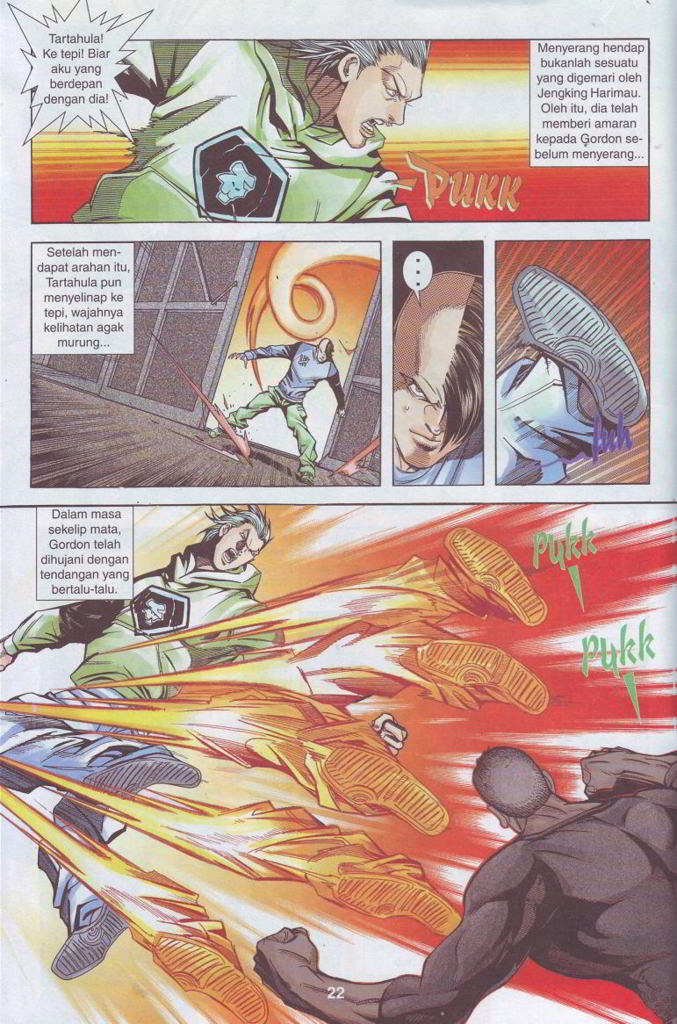 Tartahula!
Ke tepi! Biar
aku yang
berdepan
dengan dia!
Menyerang hendap
bukanlah sesuatu
yang digemari oleh
Jengking Harimau.
Oleh itu, dia telah
memberi amaran
kepada Gordon se-
belum menyerang...
PUKK
Setelah men-
dapat arahan itu,
Tartahula pun
menyelinap ke
tepi, wajahnya
kelihatan agak
murung...
...
Dalam masa
sekelip mata,
Gordon telah
dihujani dengan
tendangan yang
bertalu-talu.
PUKK
PUKK
22